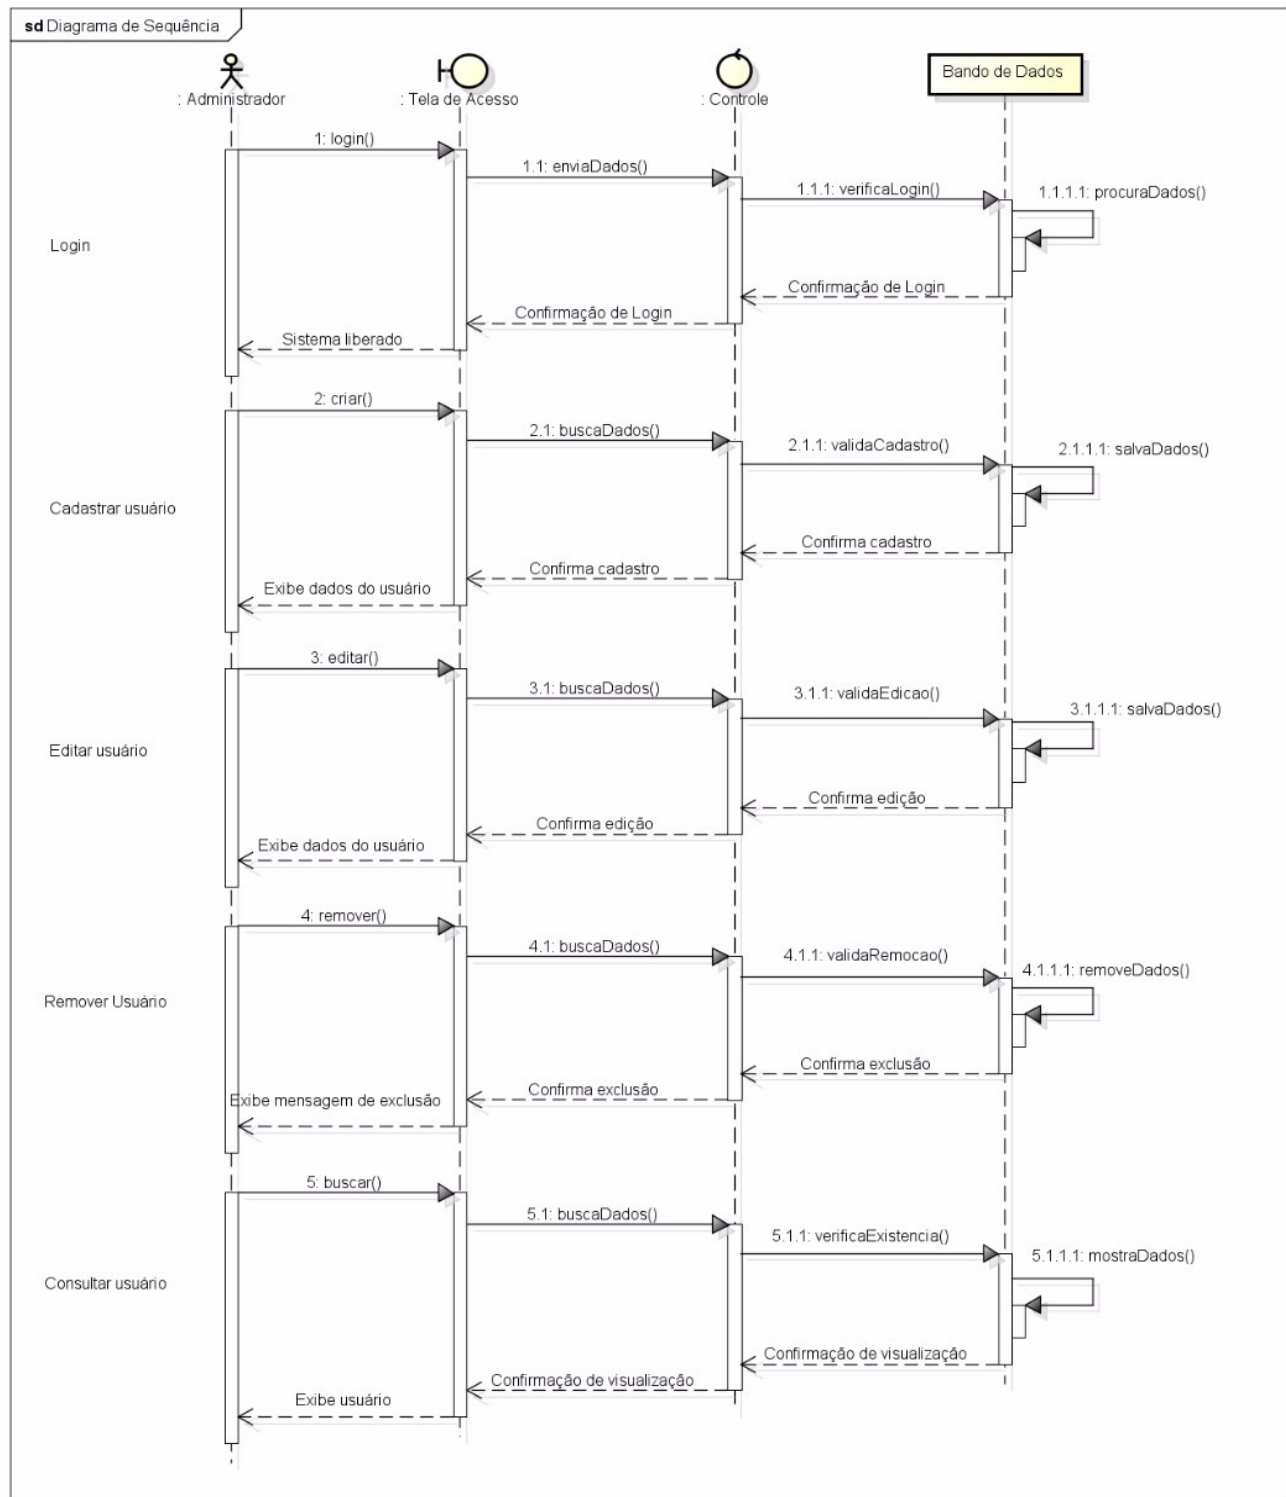 sd Diagrama de Sequência
: Administrador
: Tela de Acesso
: Controle
Bando de Dados
1: login()
1.1: enviaDados()
1.1.1: verificaLogin()
1.1.1.1: procuraDados()
Login
Confirmação de Login
Confirmação de Login
Sistema liberado
2: criar()
2.1: buscaDados()
2.1.1: validaCadastro()
2.1.1.1: salvaDados()
Cadastrar usuário
Confirma cadastro
Confirma cadastro
Exibe dados do usuário
3: editar()
3.1: buscaDados()
3.1.1: validaEdicao()
3.1.1.1: salvaDados()
Editar usuário
Confirma edição
Confirma edição
Exibe dados do usuário
4: remover()
4.1: buscaDados()
4.1.1: validaRemocao()
4.1.1.1: removeDados()
Remover Usuário
Confirma exclusão
Confirma exclusão
Exibe mensagem de exclusão
5: buscar()
5.1: buscaDados()
5.1.1: verificaExistencia()
5.1.1.1: mostraDados()
Consultar usuário
Confirmação de visualização
Confirmação de visualização
Exibe usuário